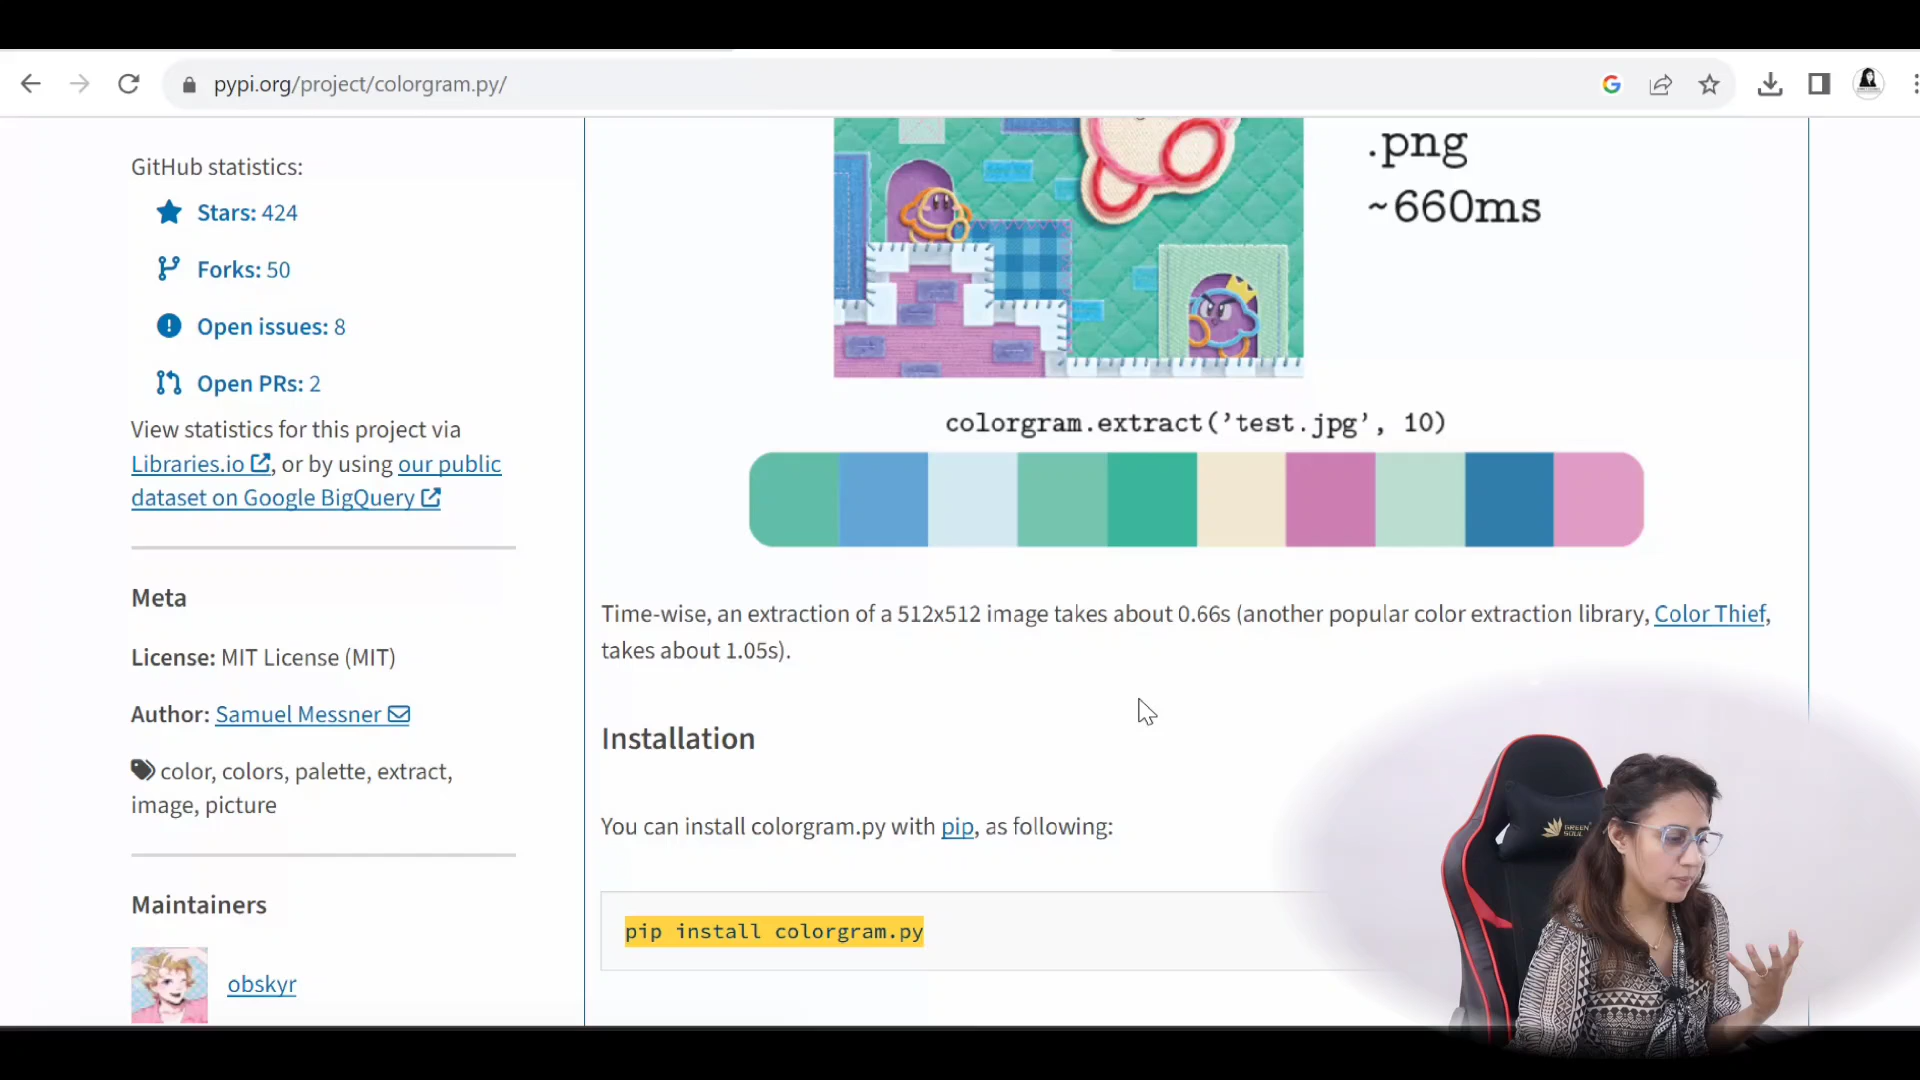 pypi.org/project/colorgram.py/
GitHub statistics:
Stars: 424
Forks: 50
Open issues: 8
Open PRs: 2
View statistics for this project via
Libraries.io, or by using our public
dataset on Google BigQuery
Meta
License: MIT License (MIT)
Author: Samuel Messner
color, colors, palette, extract,
image, picture
Maintainers
obskyr
.png
~660ms
colorgram.extract('test.jpg', 10)
Time-wise, an extraction of a 512x512 image takes about 0.66s (another popular color extraction library, Color Thief,
takes about 1.05s).
Installation
You can install colorgram.py with pip, as following:
pip install colorgram.py
GREEN
SOUL